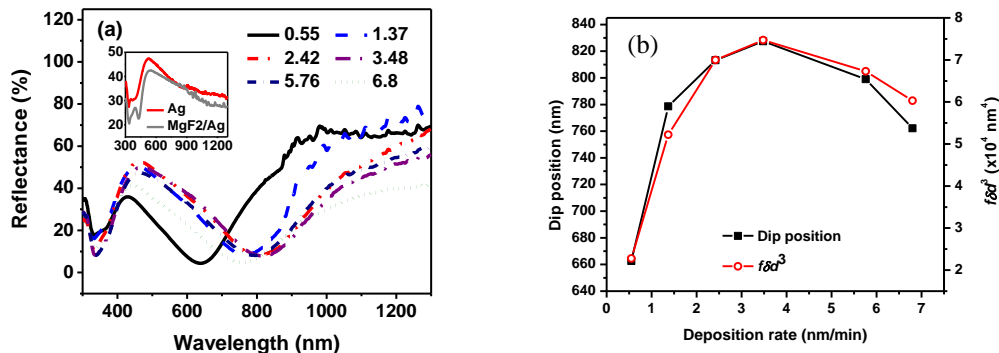 (a)
0.55
1.37
2.42
3.48
5.76
6.8
Reflectance (%)
120
100
80
60
40
20
0
400 600 800 1000 1200
Wavelength (nm)
50
40
30
20
300 600 900 1200
Ag
MgF2/Ag
(b)
Dip position (nm)
840
820
800
780
760
740
720
700
680
660
640
0 1 2 3 4 5 6 7
Deposition rate (nm/min)
Dip position
fδd³
8
7
6
5
4
3
2
fδd³ (x10⁴ nm⁴)